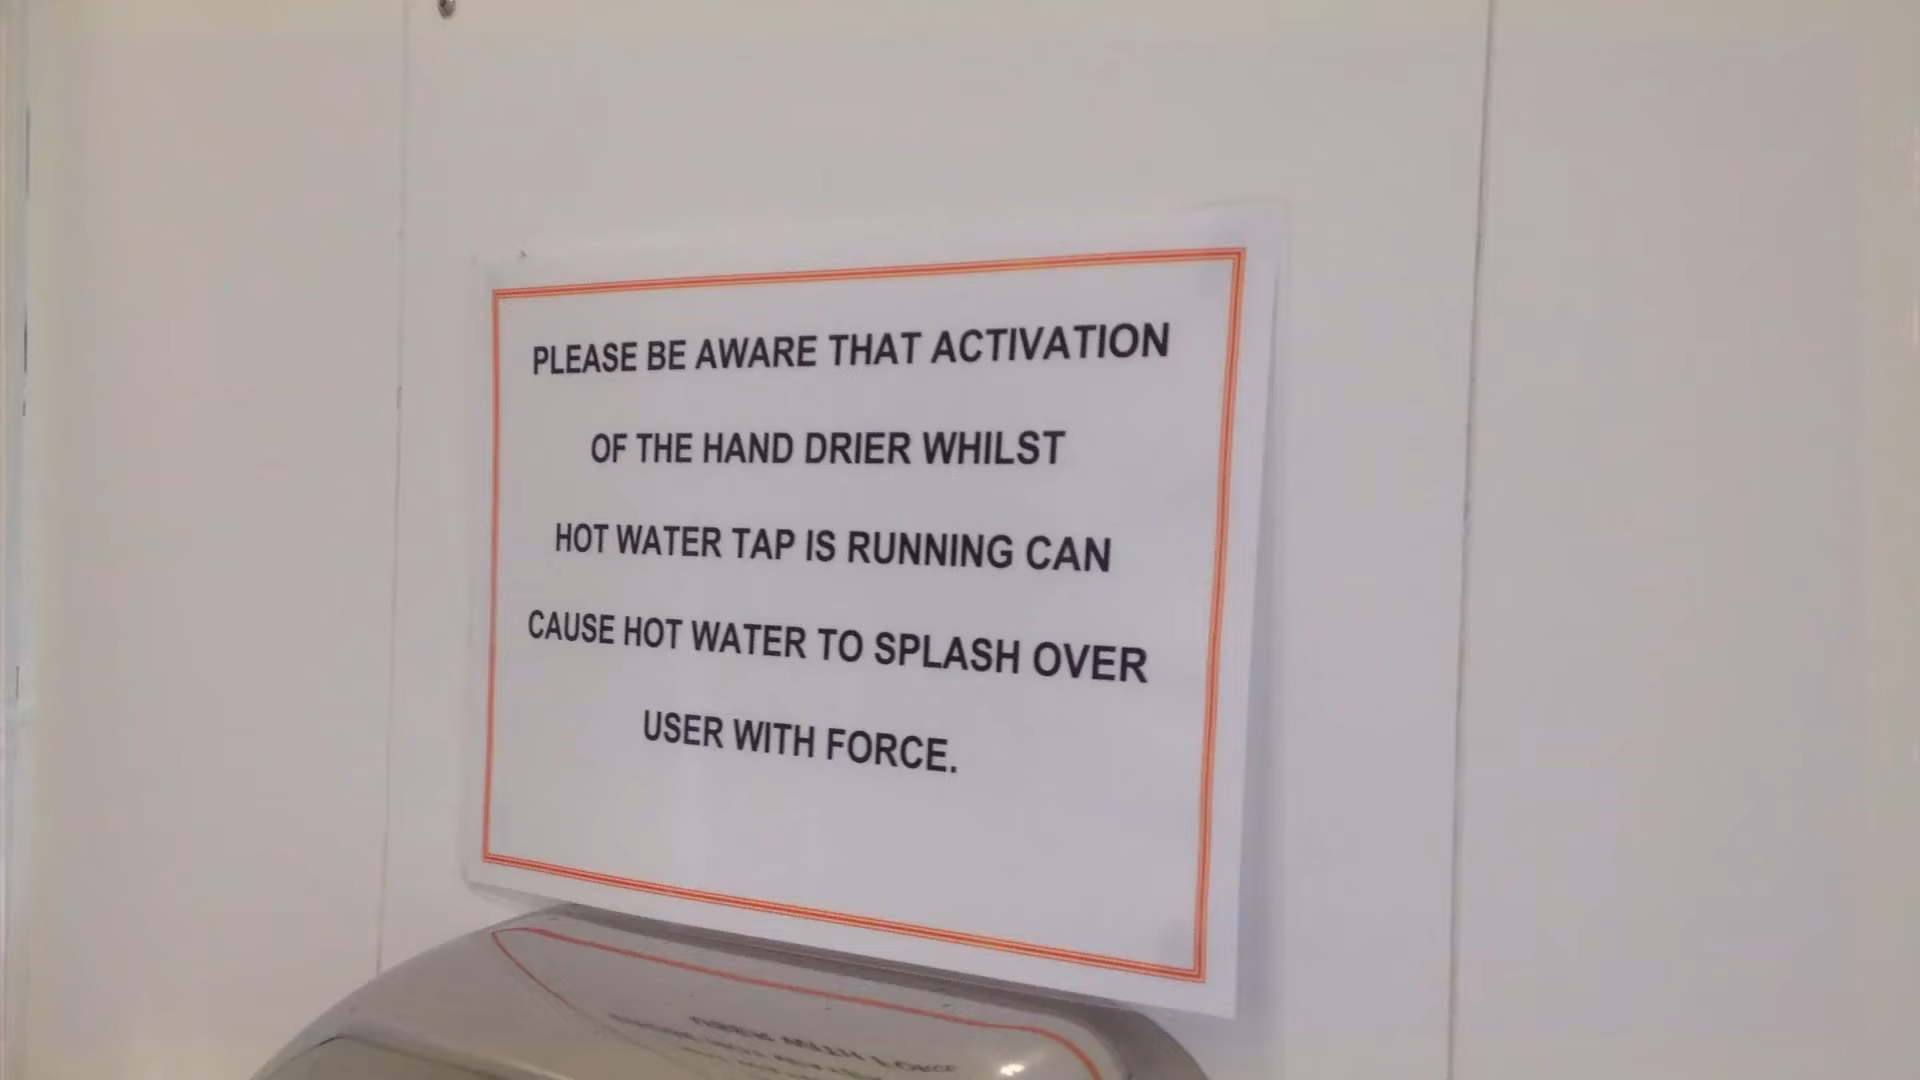 PLEASE BE AWARE THAT ACTIVATION
OF THE HAND DRIER WHILST
HOT WATER TAP IS RUNNING CAN
CAUSE HOT WATER TO SPLASH OVER
USER WITH FORCE.